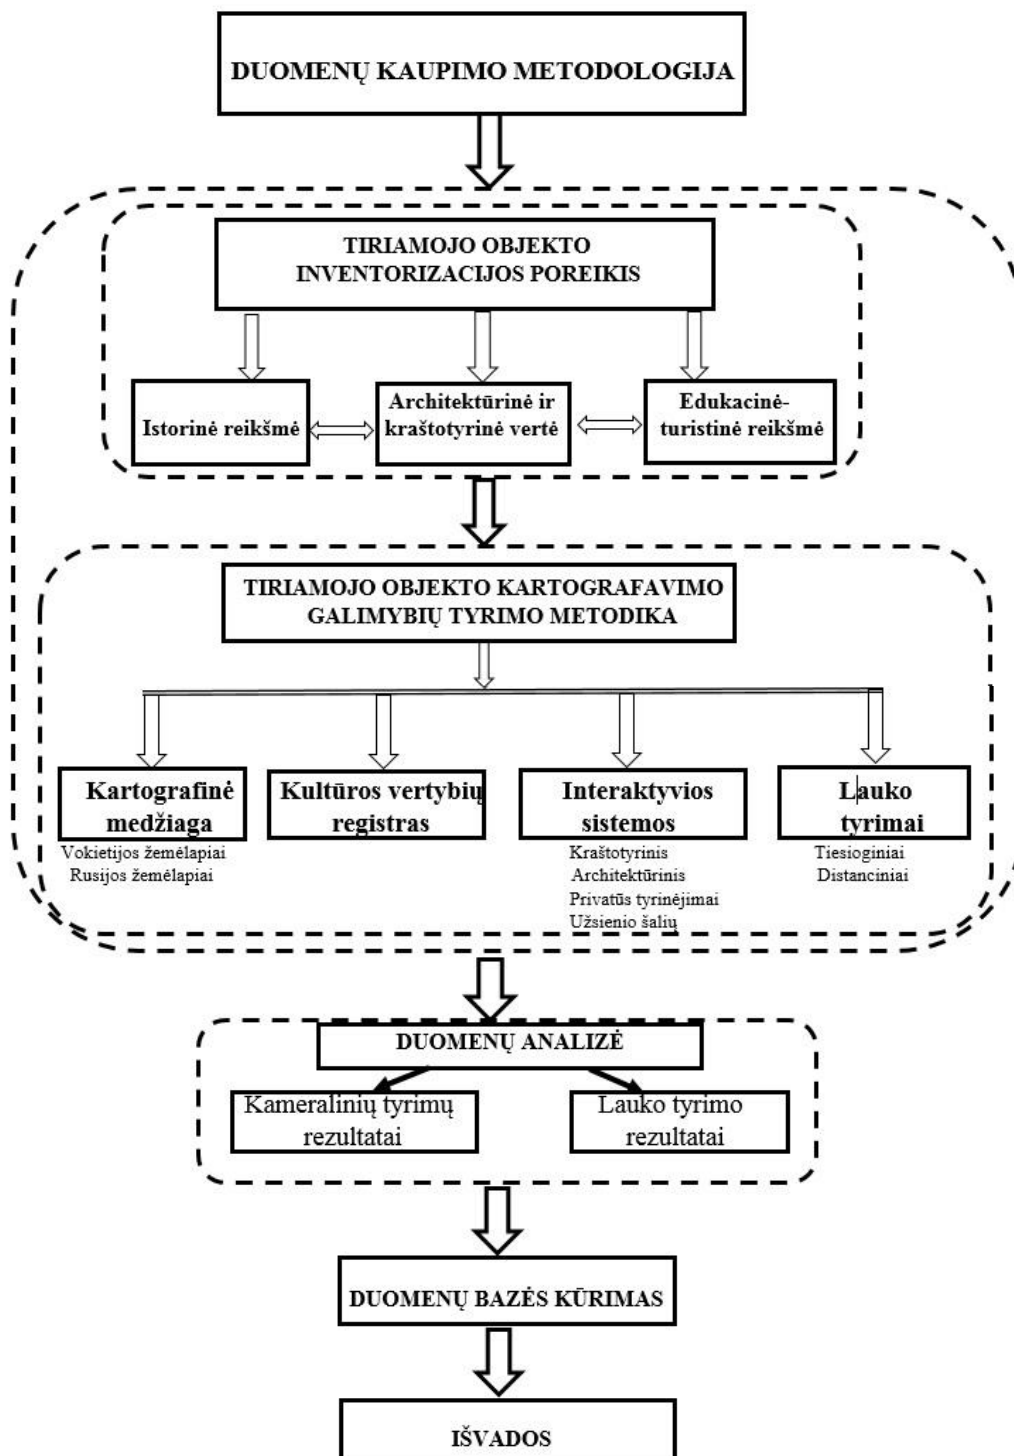 DUOMENŲ KAUPIMO METODOLOGIJA
TIRIAMOJO OBJEKTO
INVENTORIZACIJOS POREIKIS
Istorinė reikšmė
Architektūrinė ir
kraštotyrinė vertė
Edukacinė-
turistinė reikšmė
TIRIAMOJO OBJEKTO KARTOGRAFAVIMO
GALIMYBIŲ TYRIMO METODIKA
Kartografinė
medžiaga
Vokietijos žemėlapiai
Rusijos žemėlapiai
Kultūros vertybių
registras
Interaktyvios
sistemos
Kraštotyrinis
Architektūrinis
Privatūs tyrinėjimai
Užsienio šalių
Lauko
tyrimai
Tiesioginiai
Distanciniai
DUOMENŲ ANALIZĖ
Kameralinių tyrimų
rezultatai
Lauko tyrimo
rezultatai
DUOMENŲ BAZĖS KŪRIMAS
IŠVADOS